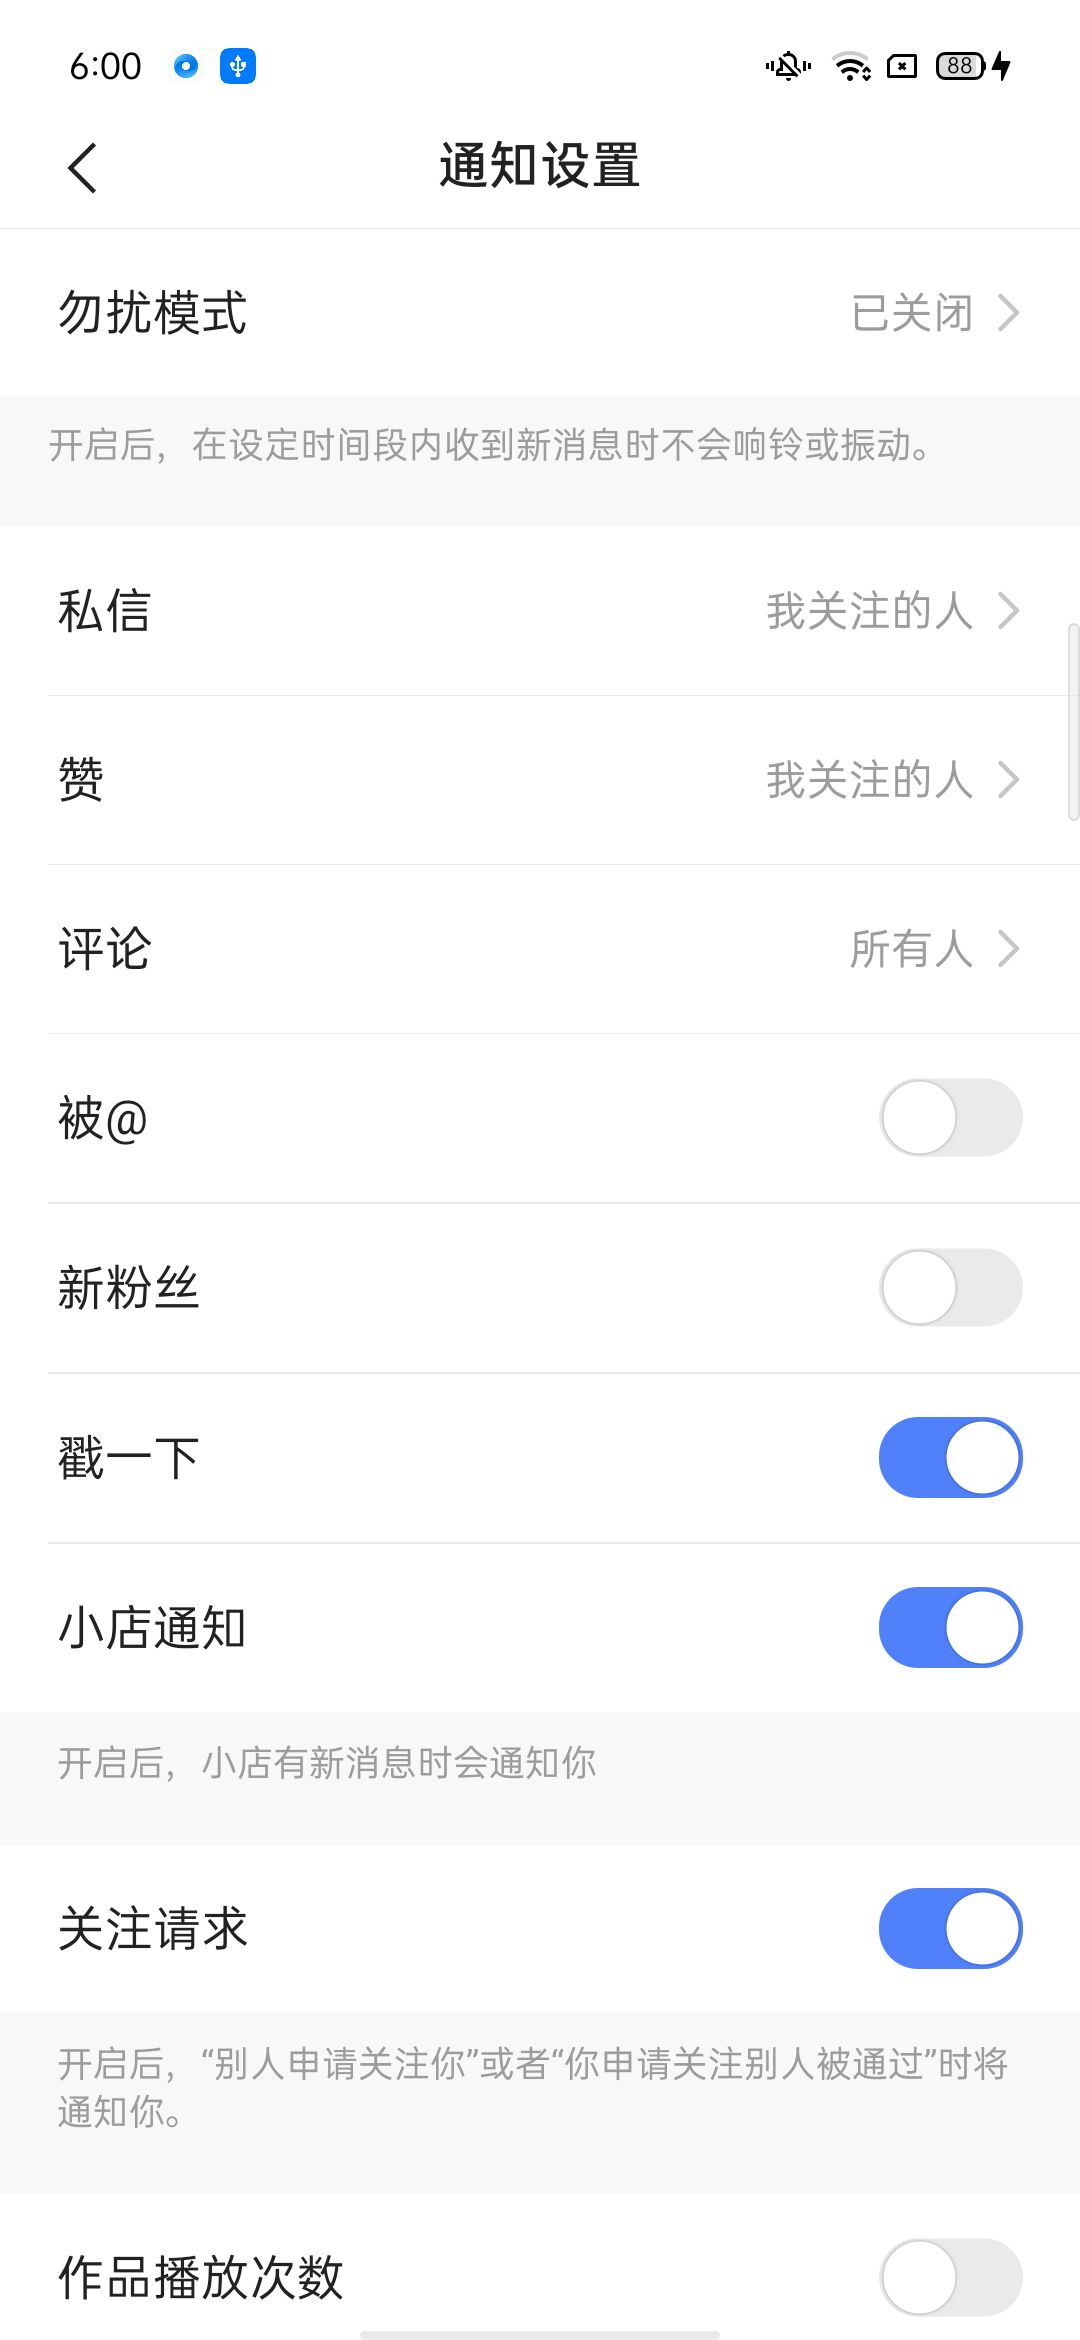 6:00
88
通知设置
勿扰模式 已关闭
开启后，在设定时间段内收到新消息时不会响铃或振动。
私信 我关注的人
赞 我关注的人
评论 所有人
被@
新粉丝
戳一下
小店通知
开启后，小店有新消息时会通知你
关注请求
开启后，“别人申请关注你”或者“你申请关注别人被通过”时将
通知你。
作品播放次数